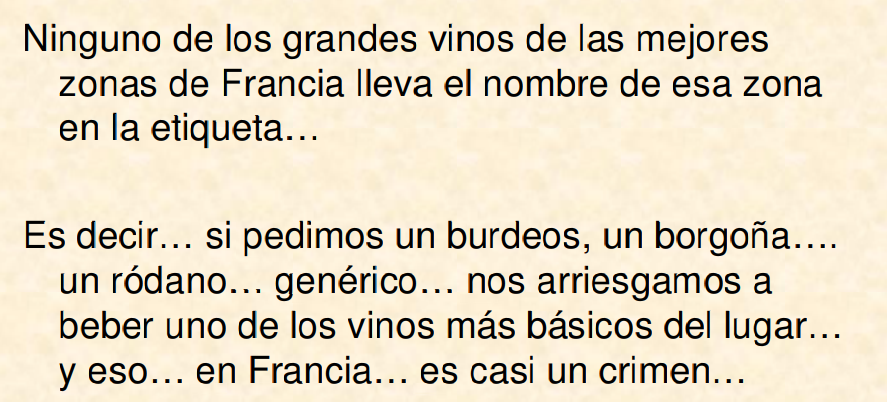 Ninguno de los grandes vinos de las mejores
zonas de Francia lleva el nombre de esa zona
en la etiqueta…
Es decir… si pedimos un burdeos, un borgoña….
un ródano… genérico… nos arriesgamos a
beber uno de los vinos más básicos del lugar…
y eso… en Francia… es casi un crimen…